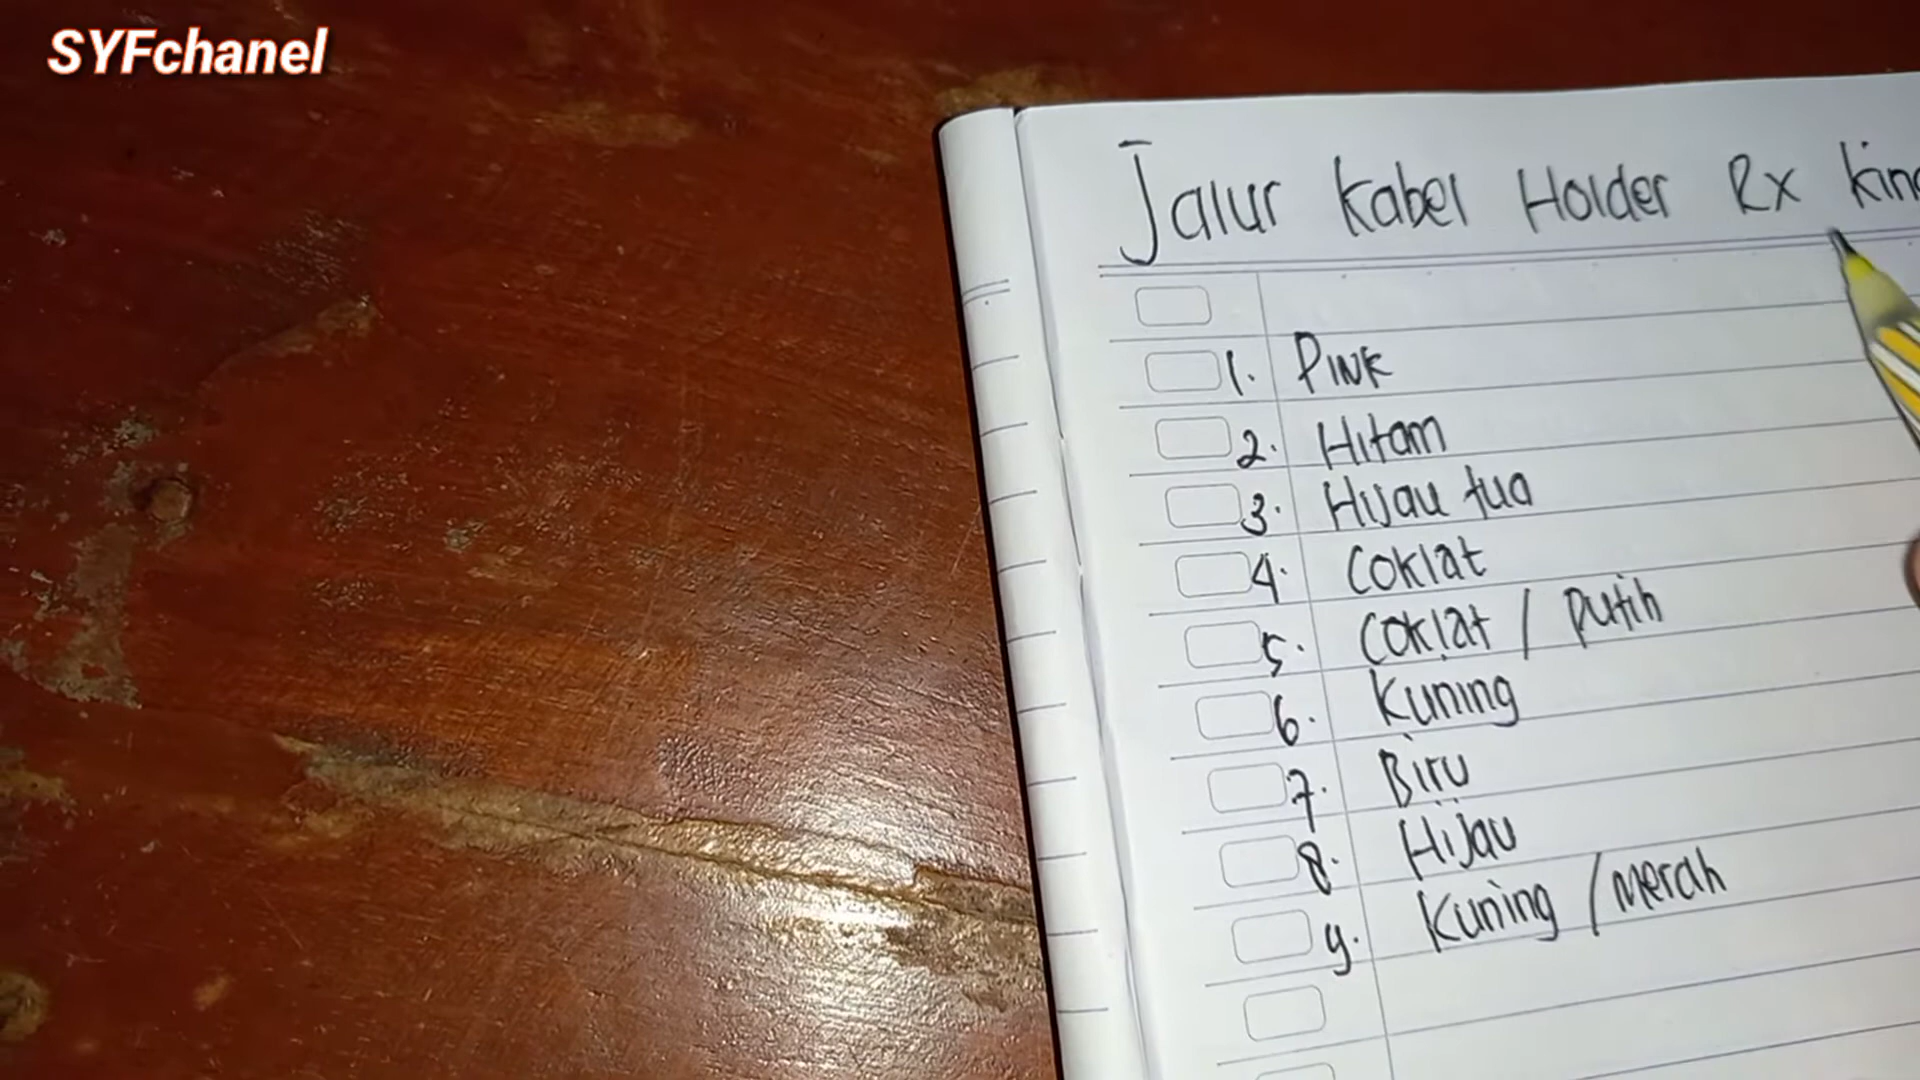 SYFchanel
Jalur Kabel Holder Rx King
1. Pink
2. Hitam
3. Hijau tua
4. Coklat
5. Coklat / Putih
6. Kuning
7. Biru
8. Hijau
9. Kuning / Merah